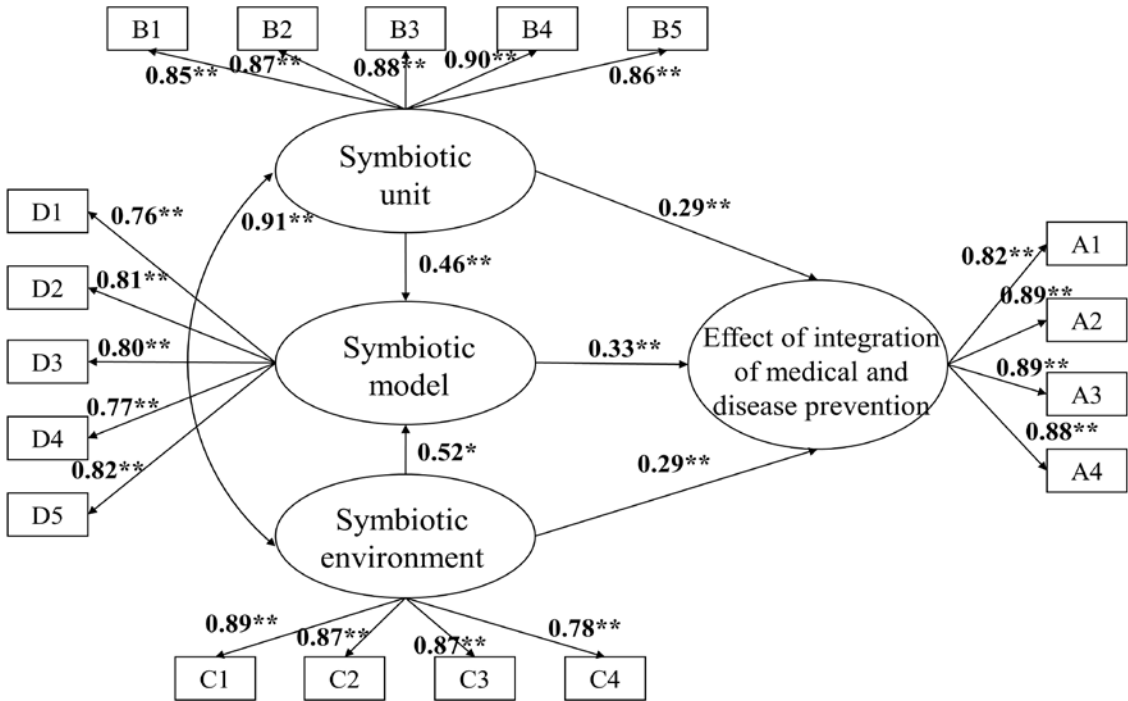 B1
B2
B3
B4
B5
0.85**
0.87**
0.88**
0.90**
0.86**
Symbiotic
unit
D1
D2
D3
D4
D5
0.76**
0.81**
0.80**
0.77**
0.82**
0.91**
0.46**
Symbiotic
model
0.52*
Symbiotic
environment
0.29**
0.33**
0.29**
Effect of integration
of medical and
disease prevention
0.82**
0.89**
0.89**
0.88**
A1
A2
A3
A4
0.89**
0.87**
0.87**
0.78**
C1
C2
C3
C4